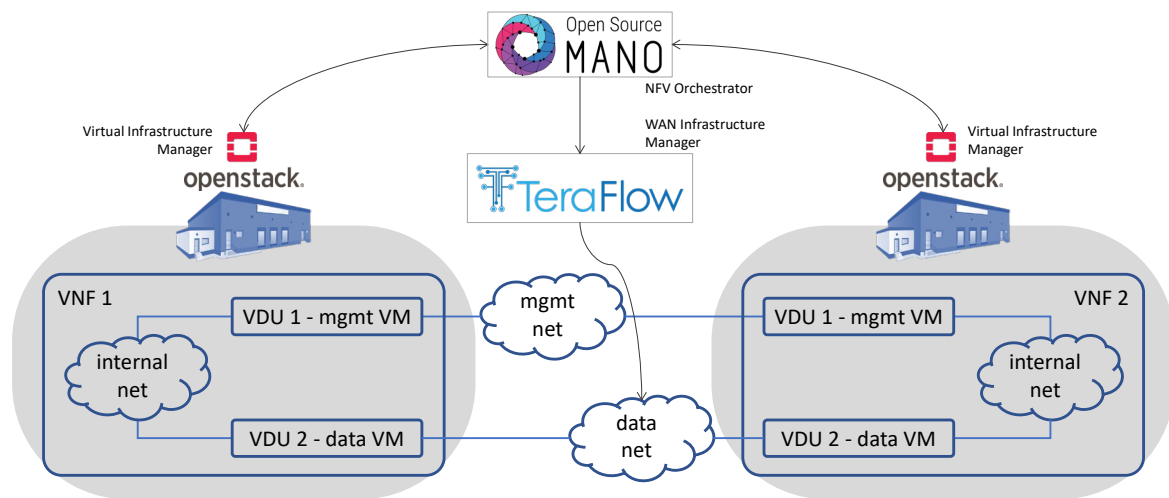 Open Source
MANO
NFV Orchestrator
Virtual Infrastructure
Manager
openstack.
WAN Infrastructure
Manager
TeraFlow
Virtual Infrastructure
Manager
openstack.
VNF 1
VDU 1 - mgmt VM
internal
net
VDU 2 - data VM
mgmt
net
data
net
VNF 2
VDU 1 - mgmt VM
internal
net
VDU 2 - data VM